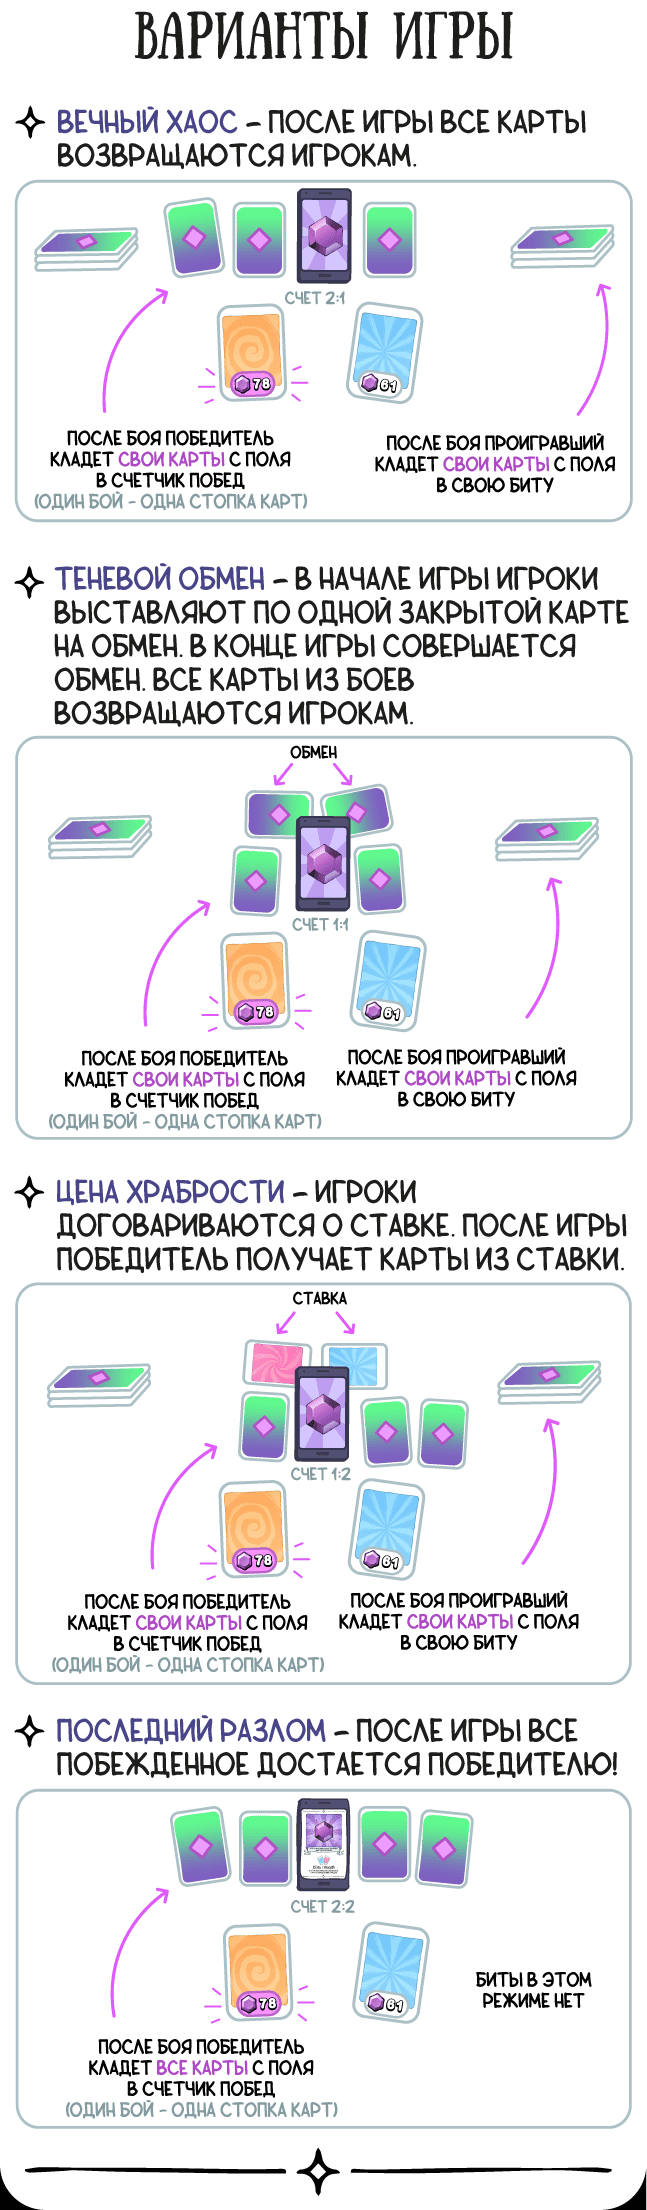 ВАРИАНТЫ ИГРЫ
ВЕЧНЫЙ ХАОС – ПОСЛЕ ИГРЫ ВСЕ КАРТЫ
ВОЗВРАЩАЮТСЯ ИГРОКАМ.
СЧЕТ 2:1
78
61
ПОСЛЕ БОЯ ПОБЕДИТЕЛЬ
КЛАДЕТ СВОИ КАРТЫ С ПОЛЯ
В СЧЕТЧИК ПОБЕД
(ОДИН БОЙ – ОДНА СТОПКА КАРТ)
ПОСЛЕ БОЯ ПРОИГРАВШИЙ
КЛАДЕТ СВОИ КАРТЫ С ПОЛЯ
В СВОЮ БИТУ
ТЕНЕВОЙ ОБМЕН – В НАЧАЛЕ ИГРЫ ИГРОКИ
ВЫСТАВЛЯЮТ ПО ОДНОЙ ЗАКРЫТОЙ КАРТЕ
НА ОБМЕН. В КОНЦЕ ИГРЫ СОВЕРШАЕТСЯ
ОБМЕН. ВСЕ КАРТЫ ИЗ БОЕВ
ВОЗВРАЩАЮТСЯ ИГРОКАМ.
ОБМЕН
СЧЕТ 1:1
78
61
ПОСЛЕ БОЯ ПОБЕДИТЕЛЬ
КЛАДЕТ СВОИ КАРТЫ С ПОЛЯ
В СЧЕТЧИК ПОБЕД
(ОДИН БОЙ – ОДНА СТОПКА КАРТ)
ПОСЛЕ БОЯ ПРОИГРАВШИЙ
КЛАДЕТ СВОИ КАРТЫ С ПОЛЯ
В СВОЮ БИТУ
ЦЕНА ХРАБРОСТИ – ИГРОКИ
ДОГОВАРИВАЮТСЯ О СТАВКЕ. ПОСЛЕ ИГРЫ
ПОБЕДИТЕЛЬ ПОЛУЧАЕТ КАРТЫ ИЗ СТАВКИ.
СТАВКА
СЧЕТ 1:2
78
61
ПОСЛЕ БОЯ ПОБЕДИТЕЛЬ
КЛАДЕТ СВОИ КАРТЫ С ПОЛЯ
В СЧЕТЧИК ПОБЕД
(ОДИН БОЙ – ОДНА СТОПКА КАРТ)
ПОСЛЕ БОЯ ПРОИГРАВШИЙ
КЛАДЕТ СВОИ КАРТЫ С ПОЛЯ
В СВОЮ БИТУ
ПОСЛЕДНИЙ РАЗЛОМ – ПОСЛЕ ИГРЫ ВСЕ
ПОБЕЖДЕННОЕ ДОСТАЕТСЯ ПОБЕДИТЕЛЮ!
СЧЕТ 2:2
78
61
БИТЫ В ЭТОМ
РЕЖИМЕ НЕТ
ПОСЛЕ БОЯ ПОБЕДИТЕЛЬ
КЛАДЕТ ВСЕ КАРТЫ С ПОЛЯ
В СЧЕТЧИК ПОБЕД
(ОДИН БОЙ – ОДНА СТОПКА КАРТ)